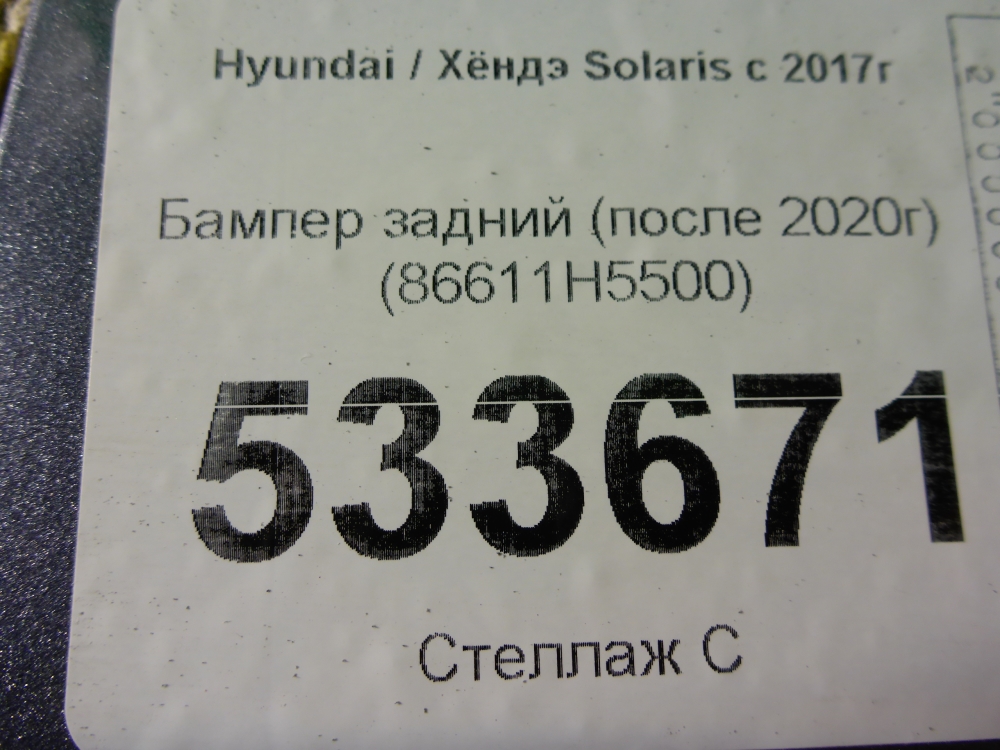 Hyundai / Хёндэ Solaris с 2017г
Бампер задний (после 2020г)
(86611H5500)
533671
Стеллаж С